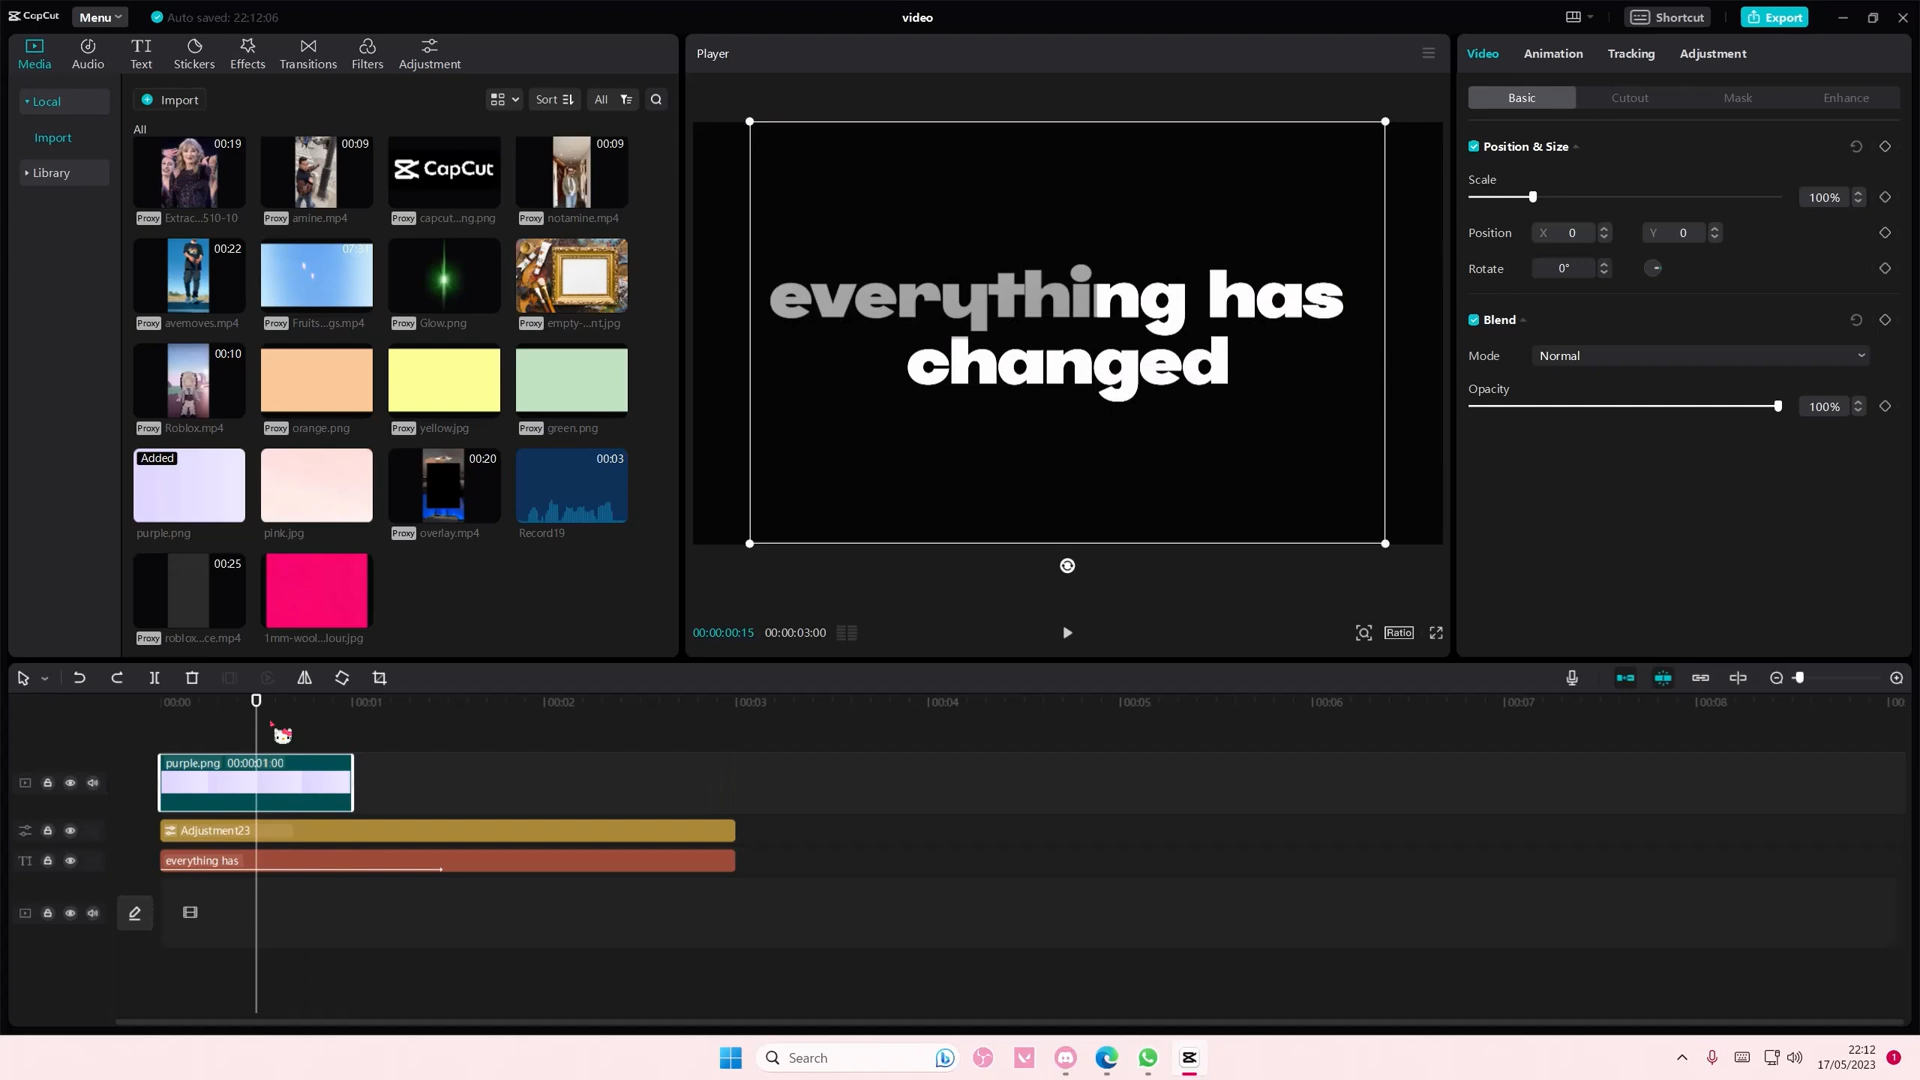 CapCut
Menu
Auto saved: 22:12:06
video
Shortcut
Export
Media
Audio
Text
Stickers
Effects
Transitions
Filters
Adjustment
Local
Import
Library
Import
Sort
All
All
00:19
Proxy Extrac...510-10
00:09
Proxy amine.mp4
CapCut
Proxy capcut...ng.png
00:09
Proxy notamine.mp4
00:22
Proxy avemoves.mp4
07:31
Proxy Fruits...gs.mp4
Proxy Glow.png
Proxy empty-...nt.jpg
00:10
Proxy Roblox.mp4
Proxy orange.png
Proxy yellow.jpg
Proxy green.png
Added
purple.png
pink.jpg
00:20
Proxy overlay.mp4
00:03
Record19
00:25
Proxy roblox...ce.mp4
1mm-wool...lour.jpg
Player
everything has
changed
00:00:00:15
00:00:03:00
Ratio
Video
Animation
Tracking
Adjustment
Basic
Cutout
Mask
Enhance
Position & Size
Scale
100%
Position
X 0
Y 0
Rotate
0°
Blend
Mode
Normal
Opacity
100%
00:00
00:01
00:02
00:03
00:04
00:05
00:06
00:07
00:08
00
purple.png 00:00:01:00
Adjustment23
TI
everything has
Search
22:12
17/05/2023
1